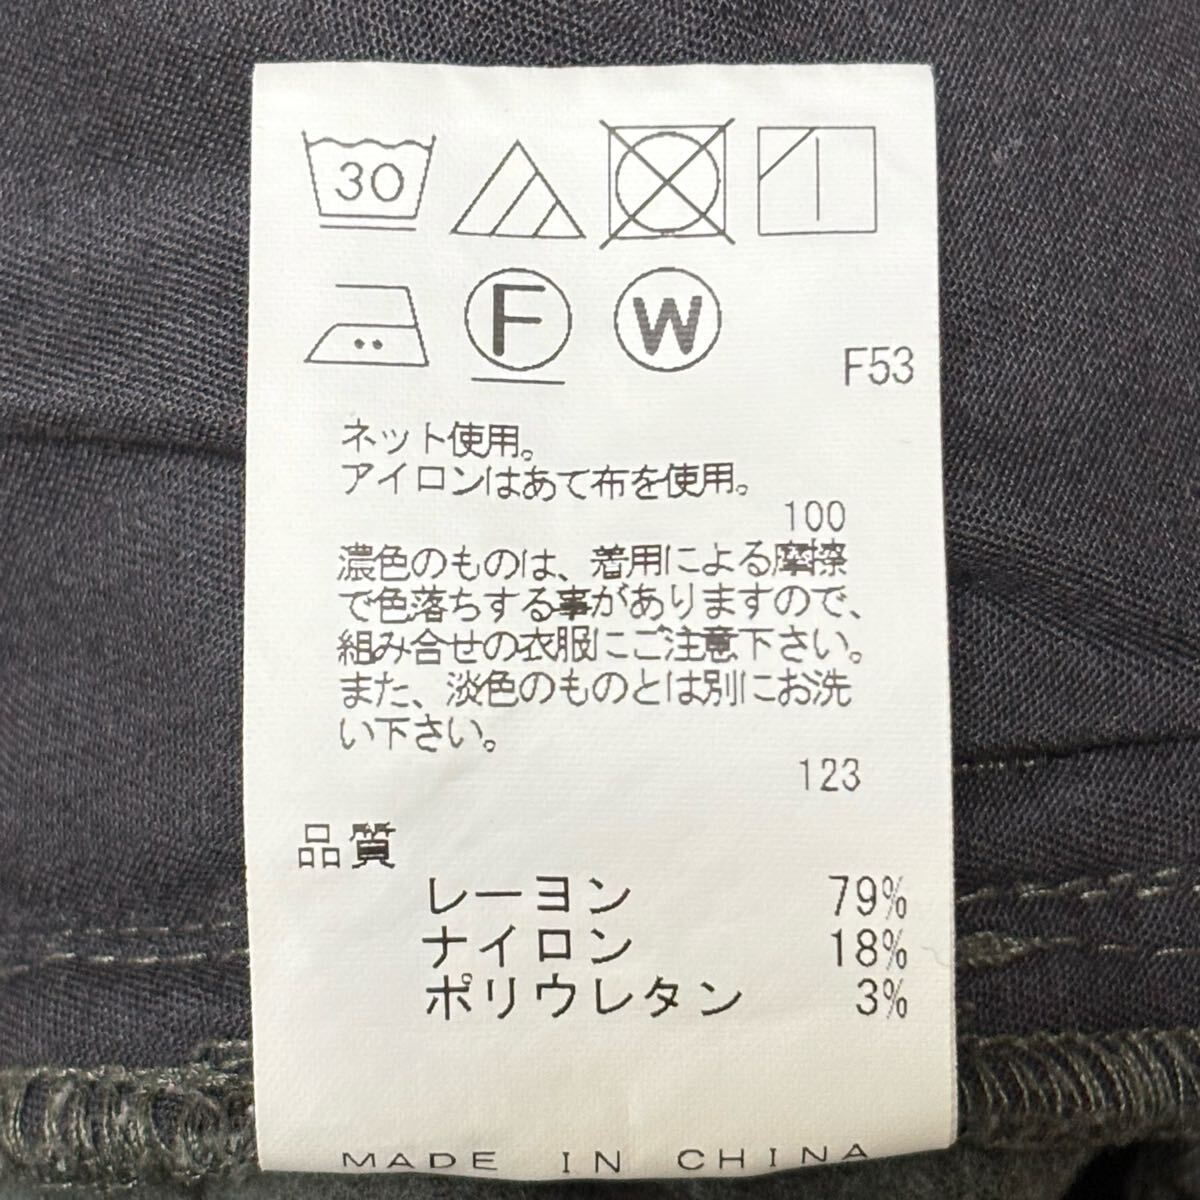 30
F W
F53
ネット使用。
アイロンはあて布を使用。
100
濃色のものは、着用による摩擦
で色落ちする事がありますので、
組み合せの衣服にご注意下さい。
また、淡色のものとは別にお洗
い下さい。
123
品質
レーヨン 79%
ナイロン 18%
ポリウレタン 3%
MADE IN CHINA